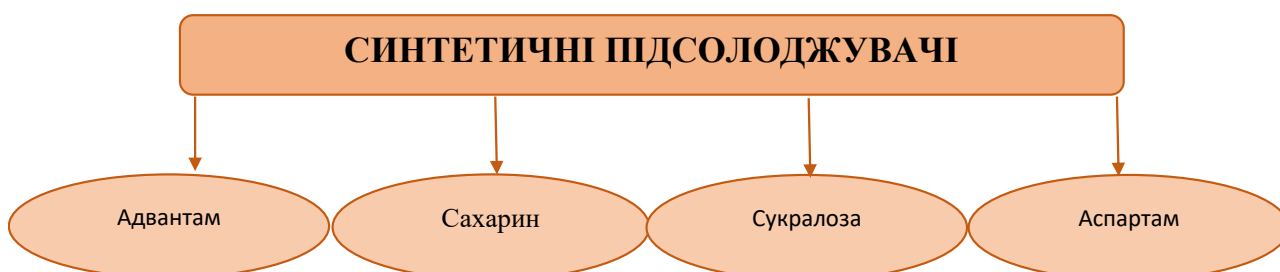 СИНТЕТИЧНІ ПІДСОЛОДЖУВАЧІ
Адвантам
Сахарин
Сукралоза
Аспартам